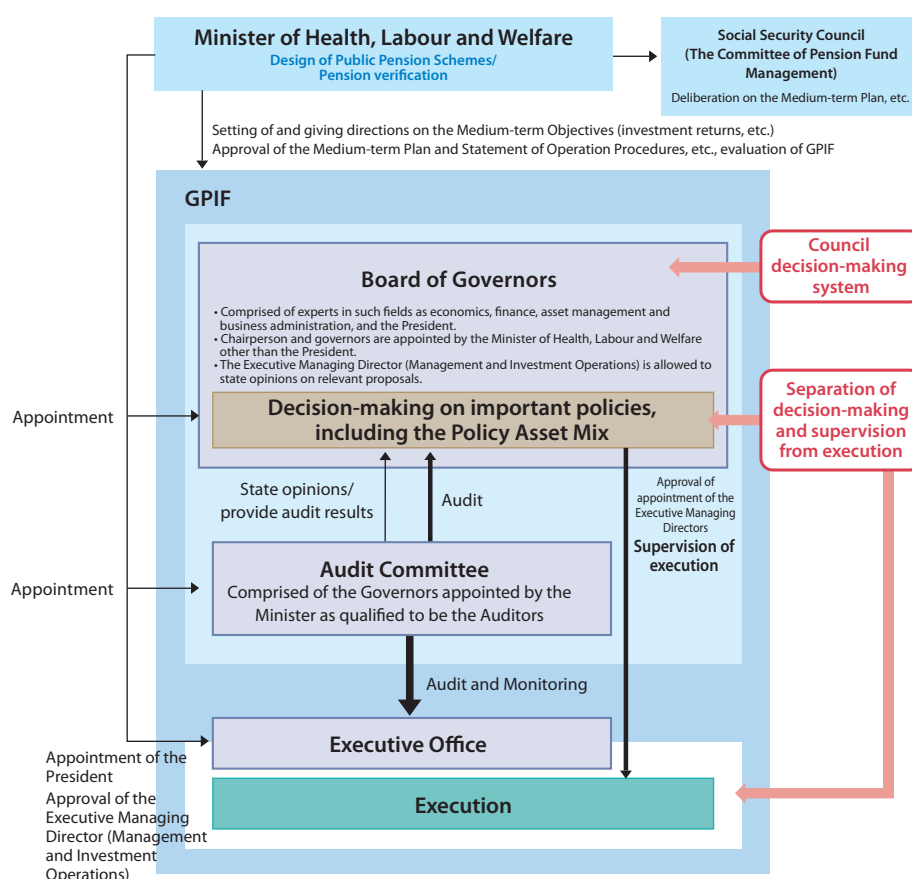 Minister of Health, Labour and Welfare
Design of Public Pension Schemes/
Pension verification
Social Security Council
(The Committee of Pension Fund
Management)
Deliberation on the Medium-term Plan, etc.
Setting of and giving directions on the Medium-term Objectives (investment returns, etc.)
Approval of the Medium-term Plan and Statement of Operation Procedures, etc., evaluation of GPIF
GPIF
Board of Governors
• Comprised of experts in such fields as economics, finance, asset management and
business administration, and the President.
• Chairperson and governors are appointed by the Minister of Health, Labour and Welfare
other than the President.
• The Executive Managing Director (Management and Investment Operations) is allowed to
state opinions on relevant proposals.
Council
decision-making
system
Appointment
Decision-making on important policies,
including the Policy Asset Mix
Separation of
decision-making
and supervision
from execution
State opinions/
provide audit results
Audit
Approval of
appointment of the
Executive Managing
Directors
Supervision of
execution
Appointment
Audit Committee
Comprised of the Governors appointed by the
Minister as qualified to be the Auditors
Audit and Monitoring
Executive Office
Appointment of the
President
Approval of the
Executive Managing
Director (Management
and Investment
Operations)
Execution